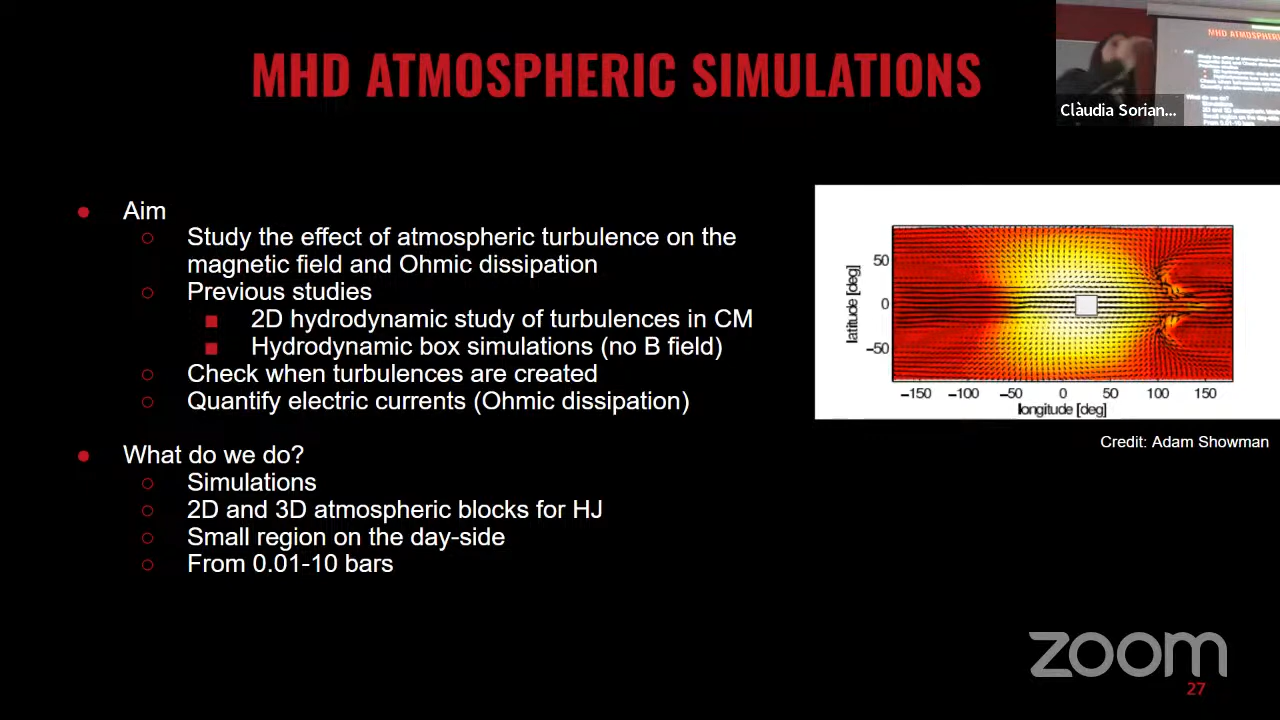 MHD ATMOSPHERIC SIMULATIONS
Clàudia Sorian...
● Aim
○ Study the effect of atmospheric turbulence on the
magnetic field and Ohmic dissipation
○ Previous studies
■ 2D hydrodynamic study of turbulences in CM
■ Hydrodynamic box simulations (no B field)
○ Check when turbulences are created
○ Quantify electric currents (Ohmic dissipation)
● What do we do?
○ Simulations
○ 2D and 3D atmospheric blocks for HJ
○ Small region on the day-side
○ From 0.01-10 bars
latitude [deg]
50
0
−50
−150 −100 −50 0 50 100 150
longitude [deg]
Credit: Adam Showman
zoom
27